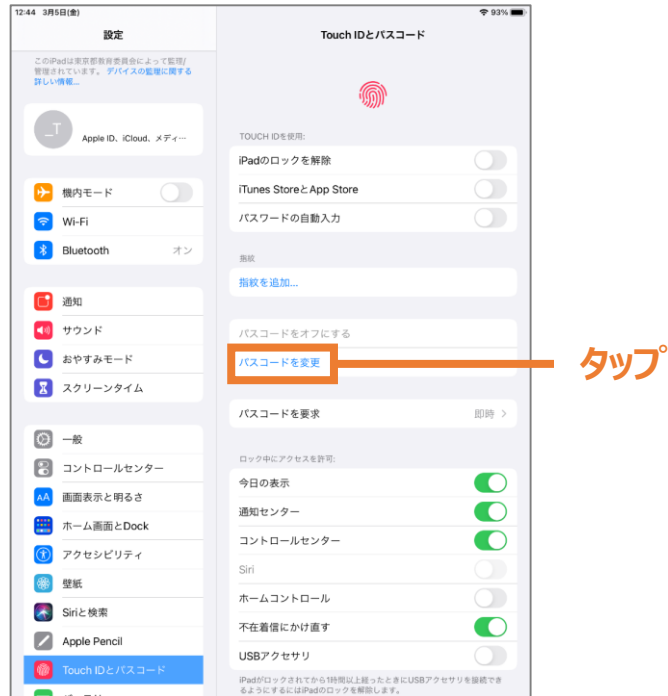 12:44 3月5日(金)
93%
設定
このiPadは東京都教育委員会によって監理/
管理されています。デバイスの監理に関する
詳しい情報...
_T
Apple ID、iCloud、メディ…
機内モード
Wi-Fi
Bluetooth オン
通知
サウンド
おやすみモード
スクリーンタイム
一般
コントロールセンター
AA 画面表示と明るさ
ホーム画面とDock
アクセシビリティ
壁紙
Siriと検索
Apple Pencil
Touch IDとパスコード
Touch IDとパスコード
TOUCH IDを使用:
iPadのロックを解除
iTunes StoreとApp Store
パスワードの自動入力
指紋
指紋を追加...
パスコードをオフにする
パスコードを変更
タップ
パスコードを要求 即時
ロック中にアクセスを許可:
今日の表示
通知センター
コントロールセンター
Siri
ホームコントロール
不在着信にかけ直す
USBアクセサリ
iPadがロックされてから1時間以上経ったときにUSBアクセサリを接続でき
るようにするにはiPadのロックを解除します。